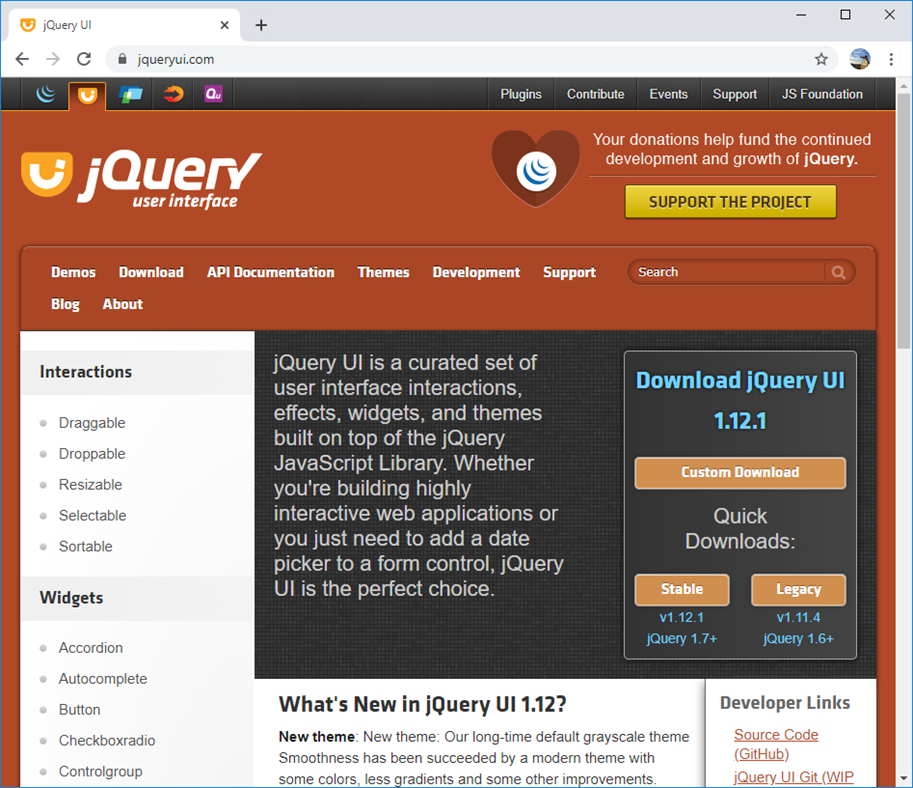 jQuery UI
jqueryui.com
Qu
Plugins Contribute Events Support JS Foundation
jQuery
user interface
Your donations help fund the continued
development and growth of jQuery.
SUPPORT THE PROJECT
Demos Download API Documentation Themes Development Support
Search
Blog About
Interactions
Draggable
Droppable
Resizable
Selectable
Sortable
Widgets
Accordion
Autocomplete
Button
Checkboxradio
Controlgroup
jQuery UI is a curated set of
user interface interactions,
effects, widgets, and themes
built on top of the jQuery
JavaScript Library. Whether
you're building highly
interactive web applications or
you just need to add a date
picker to a form control, jQuery
UI is the perfect choice.
Download jQuery UI
1.12.1
Custom Download
Quick
Downloads:
Stable
v1.12.1
jQuery 1.7+
Legacy
v1.11.4
jQuery 1.6+
What's New in jQuery UI 1.12?
New theme: New theme: Our long-time default grayscale theme
Smoothness has been succeeded by a modern theme with
some colors, less gradients and some other improvements.
Developer Links
Source Code
(GitHub)
jQuery UI Git (WIP